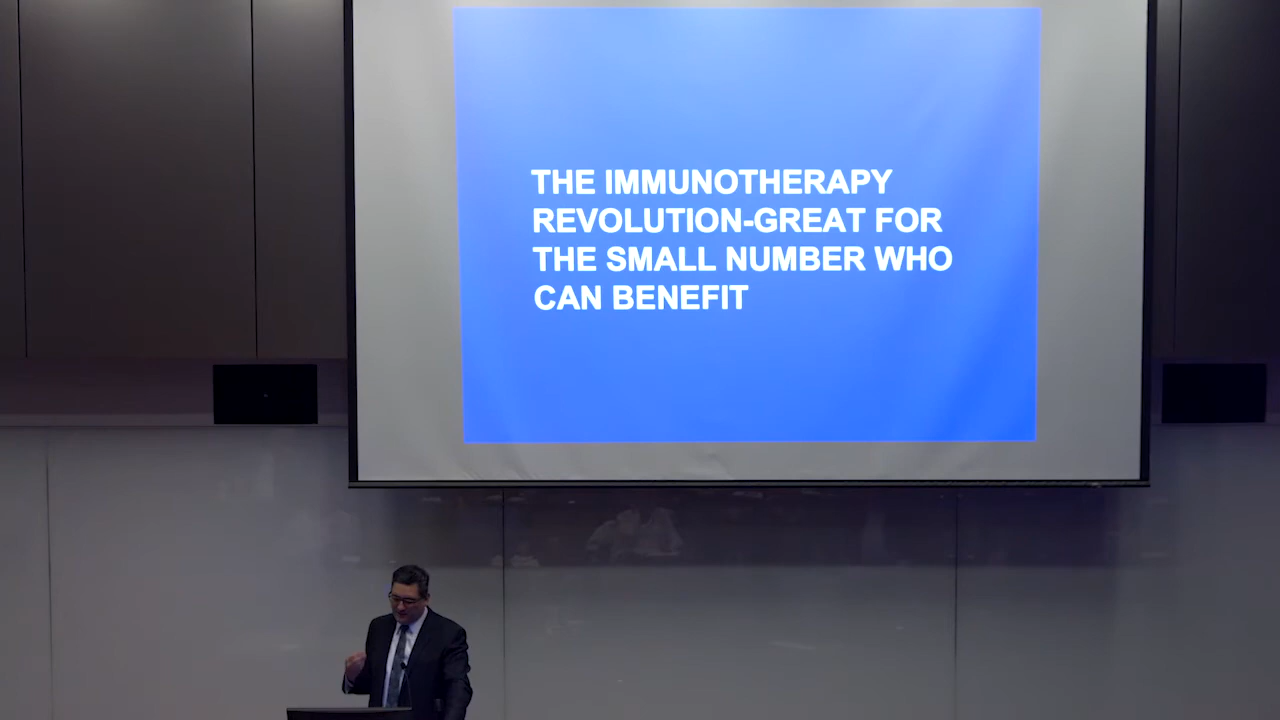 THE IMMUNOTHERAPY
REVOLUTION-GREAT FOR
THE SMALL NUMBER WHO
CAN BENEFIT